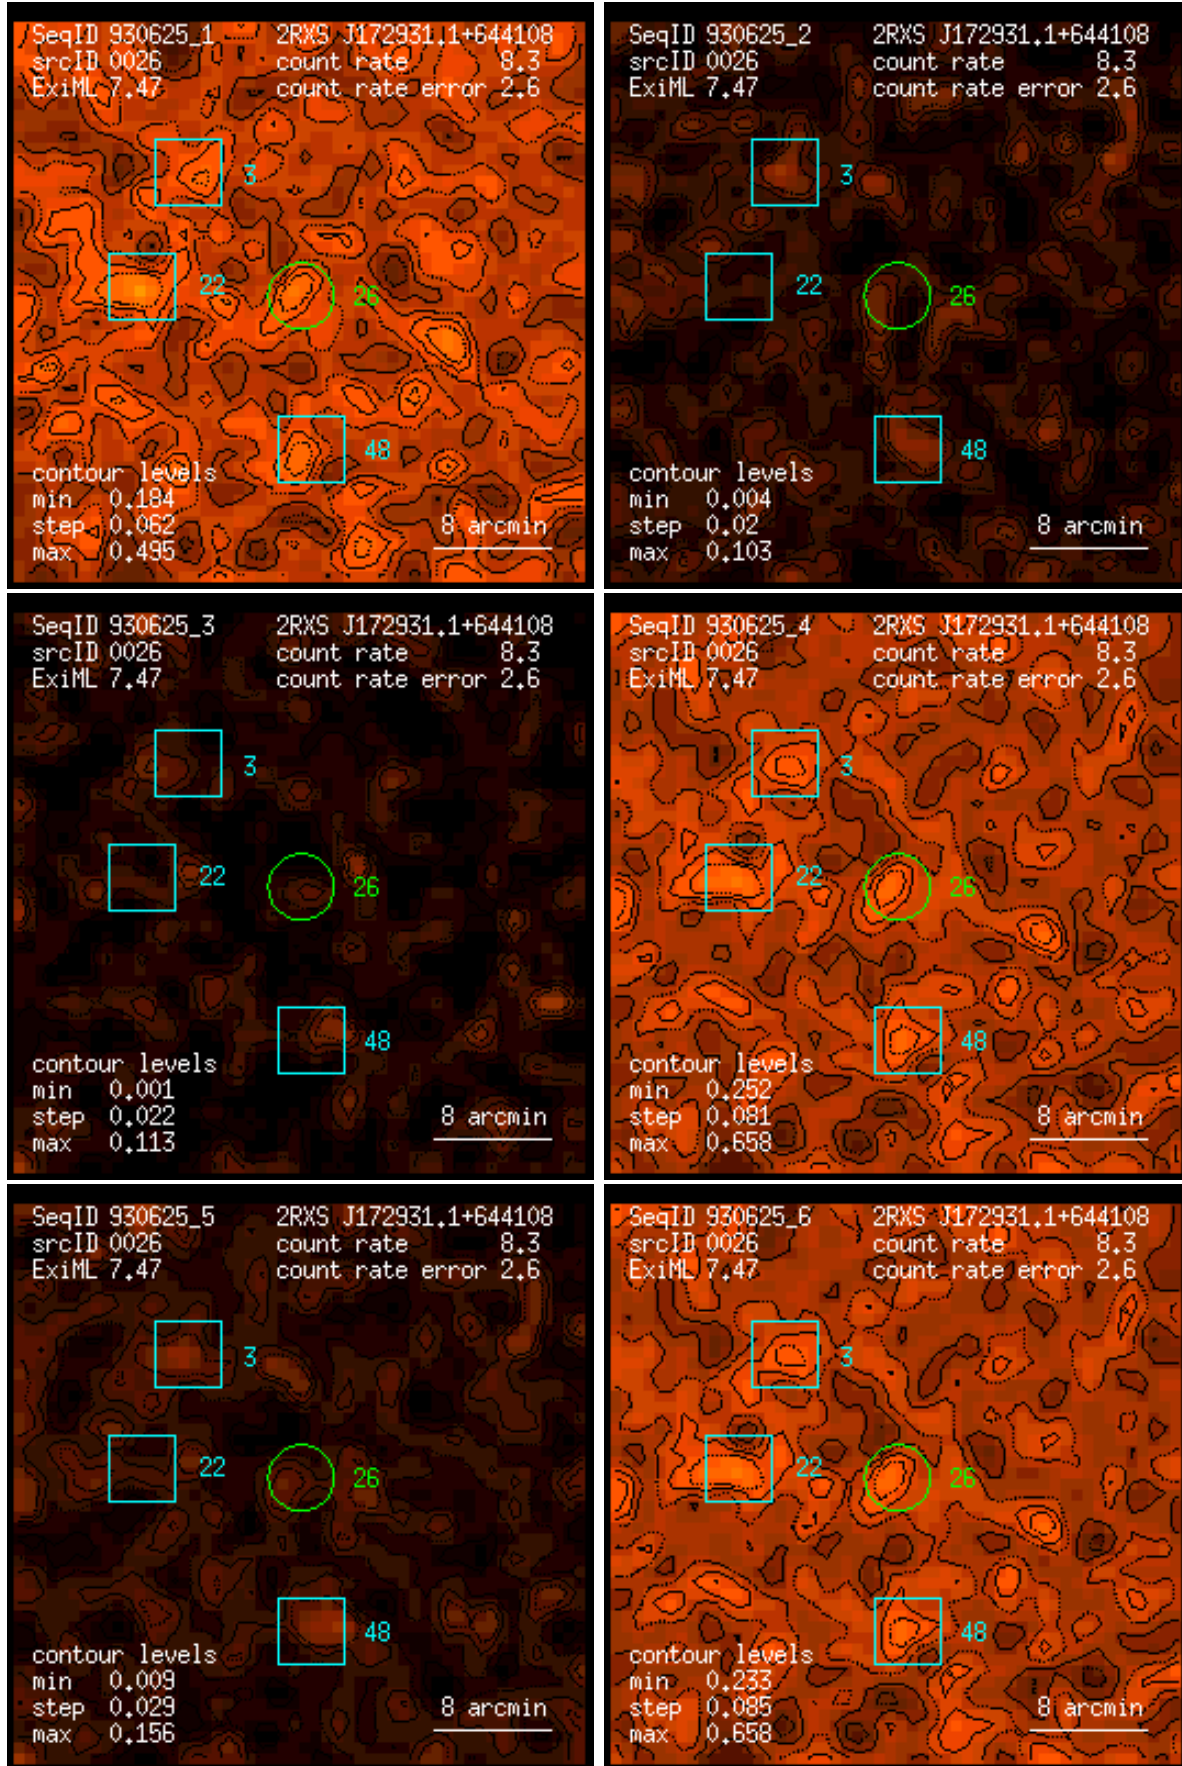 SeqID 930625_1 2RXS J172931.1+644108
srcID 0026 count rate 8.3
ExiML 7.47 count rate error 2.6
3
22
26
48
contour levels
min 0.184
step 0.062 8 arcmin
max 0.495
SeqID 930625_2 2RXS J172931.1+644108
srcID 0026 count rate 8.3
ExiML 7.47 count rate error 2.6
3
22
26
48
contour levels
min 0.004
step 0.02 8 arcmin
max 0.103
SeqID 930625_3 2RXS J172931.1+644108
srcID 0026 count rate 8.3
ExiML 7.47 count rate error 2.6
3
22
26
48
contour levels
min 0.001
step 0.022 8 arcmin
max 0.113
SeqID 930625_4 2RXS J172931.1+644108
srcID 0026 count rate 8.3
ExiML 7.47 count rate error 2.6
3
22
26
48
contour levels
min 0.252
step 0.081 8 arcmin
max 0.658
SeqID 930625_5 2RXS J172931.1+644108
srcID 0026 count rate 8.3
ExiML 7.47 count rate error 2.6
3
22
26
48
contour levels
min 0.009
step 0.029 8 arcmin
max 0.156
SeqID 930625_6 2RXS J172931.1+644108
srcID 0026 count rate 8.3
ExiML 7.47 count rate error 2.6
3
22
26
48
contour levels
min 0.233
step 0.085 8 arcmin
max 0.658